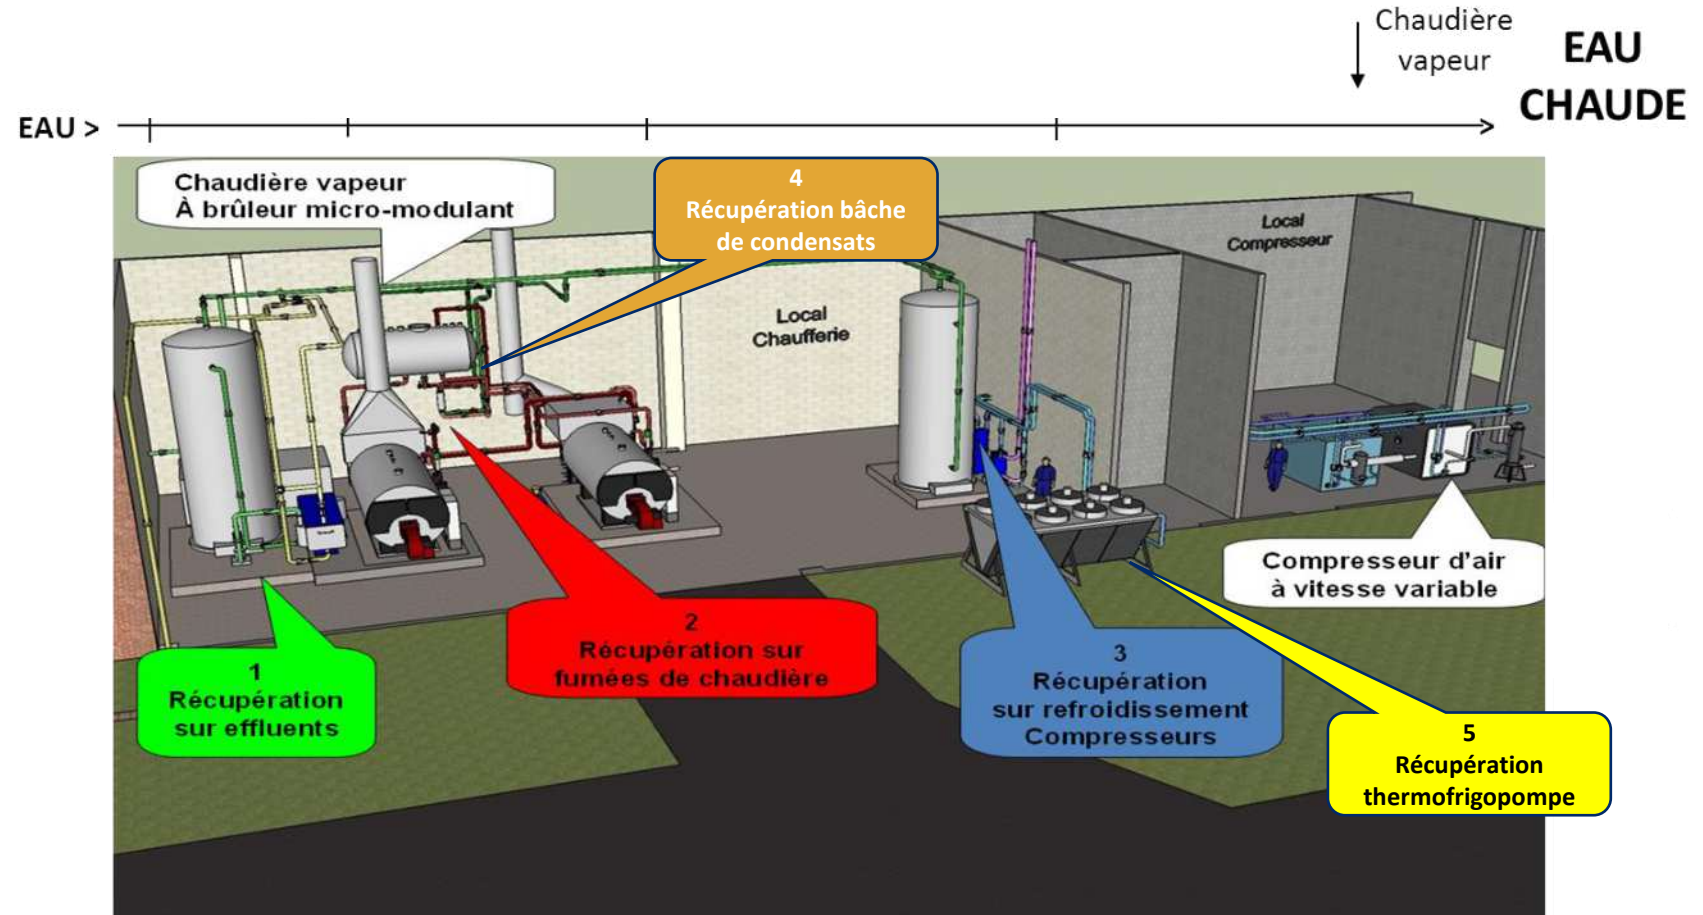 Chaudière
vapeur
EAU
CHAUDE
EAU >
Chaudière vapeur
À brûleur micro-modulant
4
Récupération bâche
de condensats
Local
Compresseur
Local
Chaufferie
Compresseur d'air
à vitesse variable
2
Récupération sur
fumées de chaudière
1
Récupération
sur effluents
3
Récupération
sur refroidissement
Compresseurs
5
Récupération
thermofrigopompe